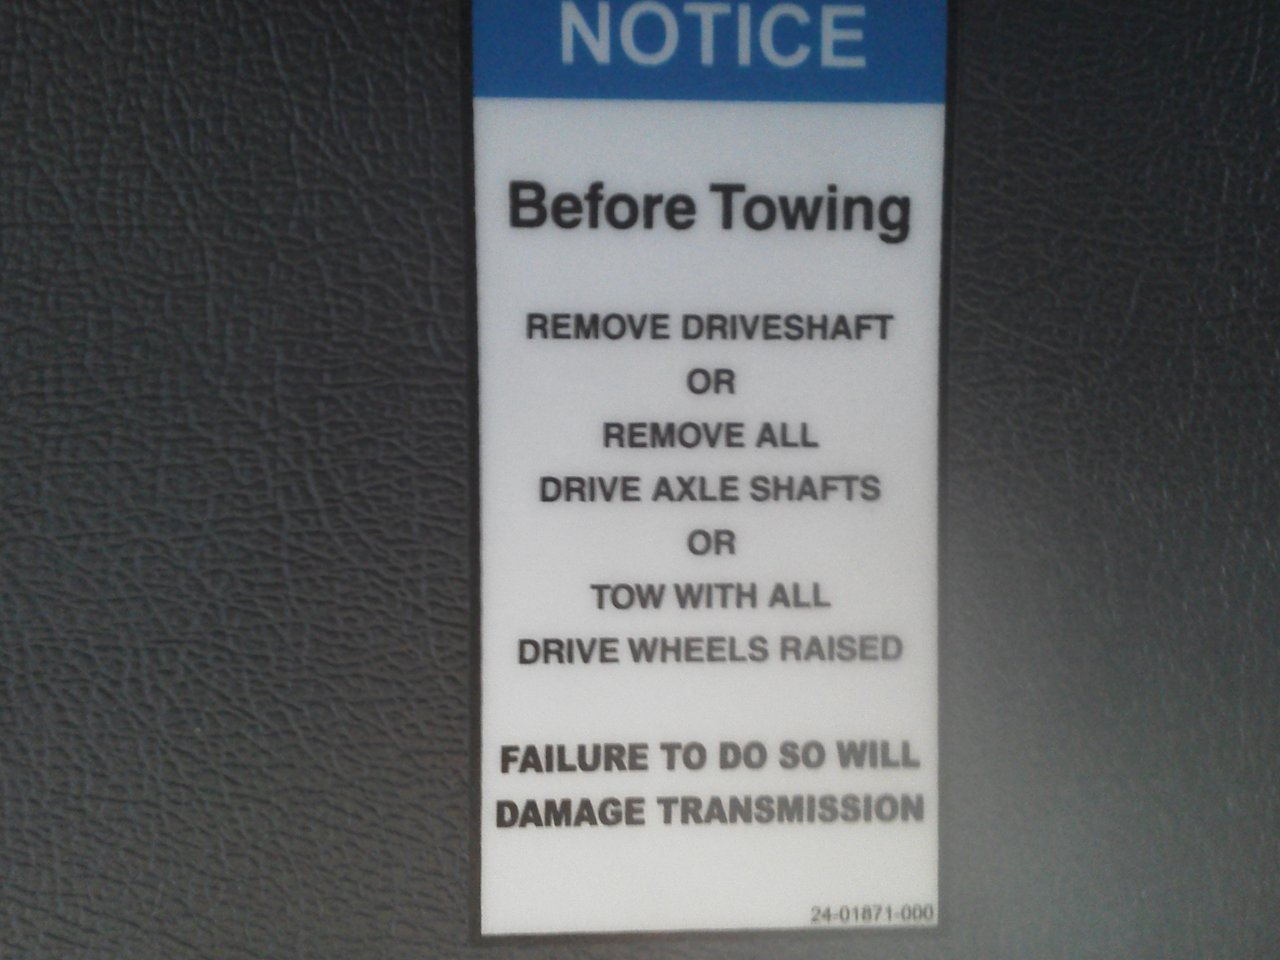 NOTICE
Before Towing
REMOVE DRIVESHAFT
OR
REMOVE ALL
DRIVE AXLE SHAFTS
OR
TOW WITH ALL
DRIVE WHEELS RAISED
FAILURE TO DO SO WILL
DAMAGE TRANSMISSION
24-01871-000